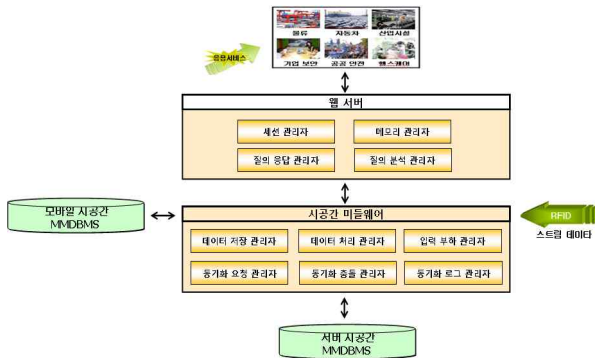 물류 자동차 산업시설
기업 보안 공공 안전 헬스케어
응용서비스
웹 서버
세션 관리자 메모리 관리자
질의 응답 관리자 질의 분석 관리자
모바일 시공간
MMDBMS
시공간 미들웨어
데이터 저장 관리자 데이터 처리 관리자 입력 부하 관리자
동기화 요청 관리자 동기화 충돌 관리자 동기화 로그 관리자
RFID
스트림 데이타
서버 시공간
MMDBMS